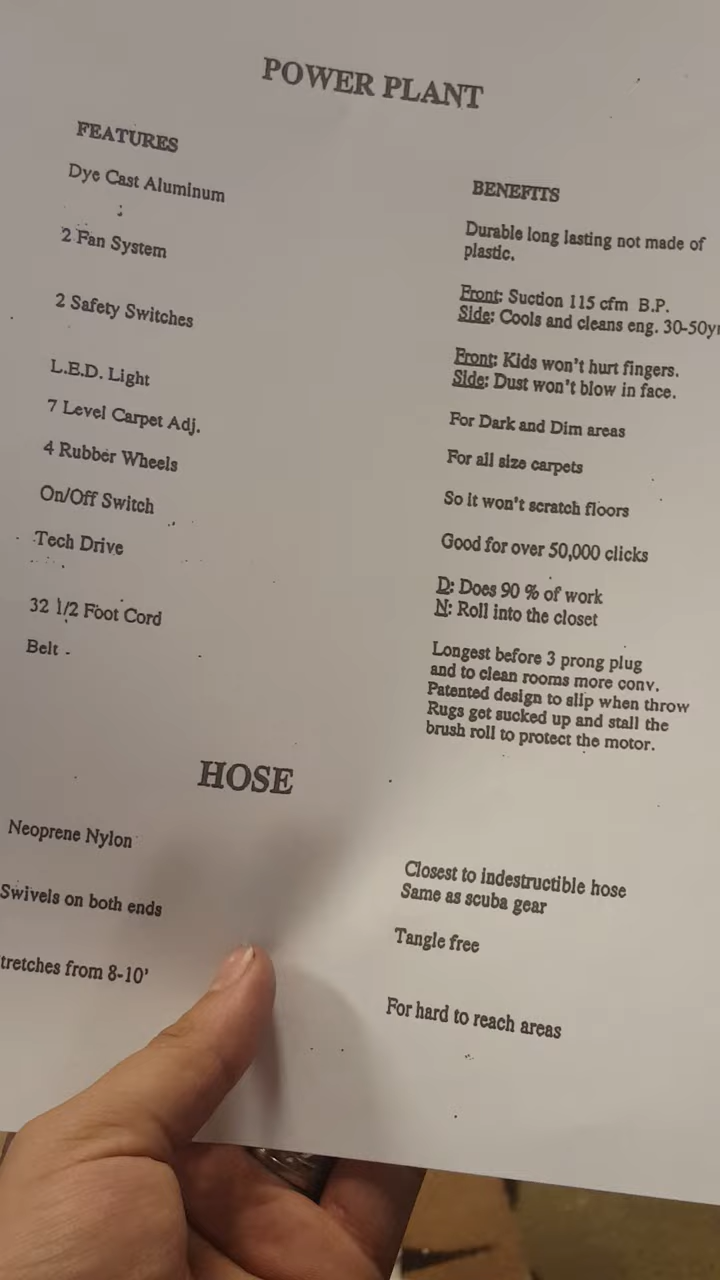 POWER PLANT
FEATURES
BENEFITS
Dye Cast Aluminum
Durable long lasting not made of
plastic.
2 Fan System
Front: Suction 115 cfm B.P.
Side: Cools and cleans eng. 30-50yr
2 Safety Switches
Front: Kids won't hurt fingers.
Side: Dust won't blow in face.
L.E.D. Light
For Dark and Dim areas
7 Level Carpet Adj.
For all size carpets
4 Rubber Wheels
So it won't scratch floors
On/Off Switch
Good for over 50,000 clicks
Tech Drive
D: Does 90 % of work
N: Roll into the closet
32 1/2 Foot Cord
Longest before 3 prong plug
and to clean rooms more conv.
Belt -
Patented design to slip when throw
Rugs get sucked up and stall the
brush roll to protect the motor.
HOSE
Neoprene Nylon
Closest to indestructible hose
Same as scuba gear
Swivels on both ends
Tangle free
tretches from 8-10'
For hard to reach areas